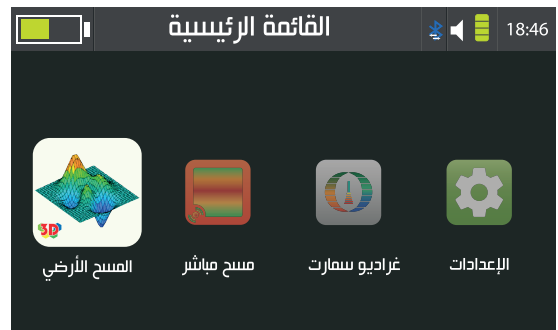 القائمة الرئيسية
18:46
3D
المسح الأرضي
مسح مباشر
غراديو سمارت
الإعدادات